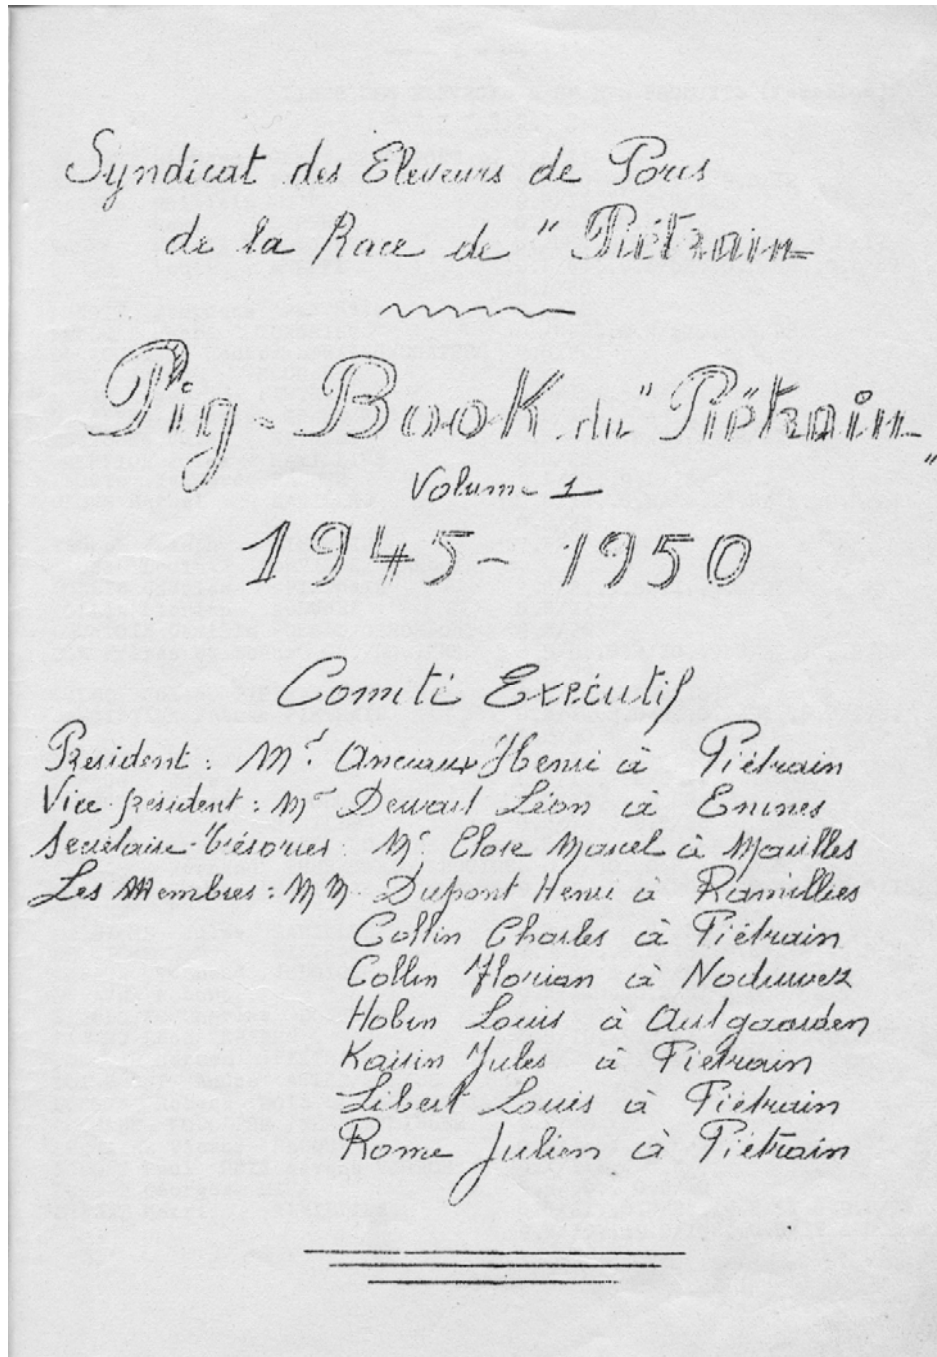 Syndicat des Eleveurs de Porcs
de la Race de "Piétrain
Pig-Book du "Piétrain"
Volume 1
1945-1950
Comité Exécutif
President: Mr. Ancuaux Henri à Piétrain
Vice-président: Mr Dewael Léon à Enines
Secrétaire-trésorier: Mr. Close Marcel à Marilles
Les Membres: MM. Dupont Henri à Ramillies
Collin Charles à Piétrain
Collin Florian à Noduwez
Hobin Louis à Autgaarden
Kaisin Jules à Piétrain
Libert Louis à Piétrain
Rome Julien à Piétrain